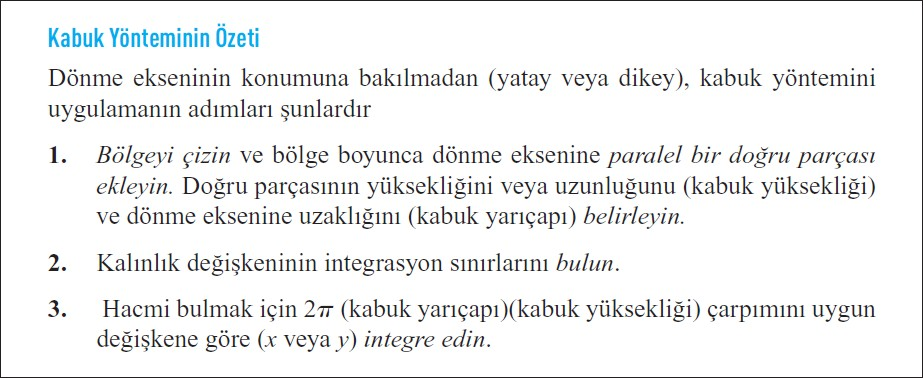 Kabuk Yönteminin Özeti
Dönme ekseninin konumuna bakılmadan (yatay veya dikey), kabuk yöntemini
uygulamanın adımları şunlardır
1. Bölgeyi çizin ve bölge boyunca dönme eksenine paralel bir doğru parçası
ekleyin. Doğru parçasının yüksekliğini veya uzunluğunu (kabuk yüksekliği)
ve dönme eksenine uzaklığını (kabuk yarıçapı) belirleyin.
2. Kalınlık değişkeninin integrasyon sınırlarını bulun.
3. Hacmi bulmak için 2π (kabuk yarıçapı)(kabuk yüksekliği) çarpımını uygun
değişkene göre (x veya y) integre edin.